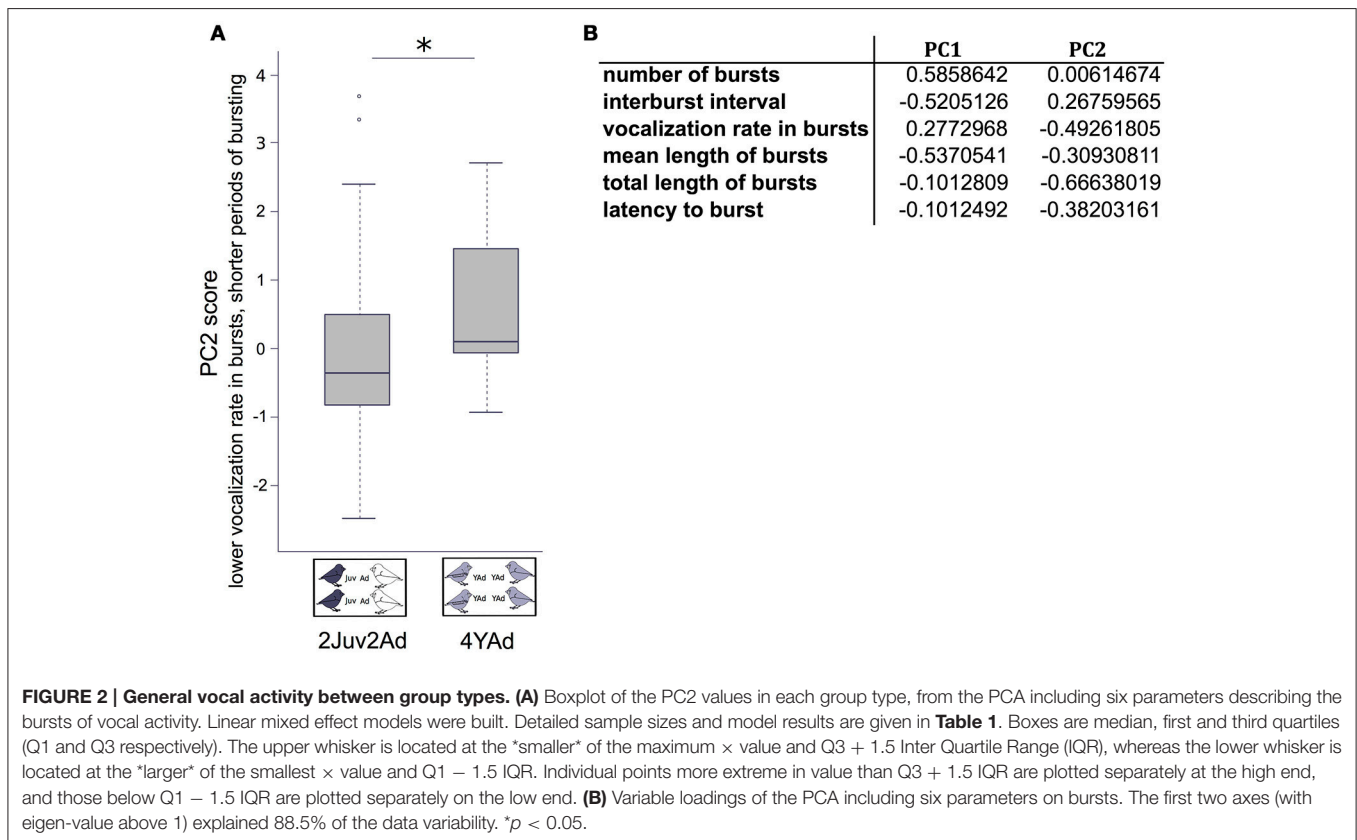 A
*
PC2 score
lower vocalization rate in bursts, shorter periods of bursting
4
3
2
1
0
-1
-2
Juv Ad
Juv Ad
YAd YAd
YAd YAd
2Juv2Ad 4YAd
B
PC1 PC2
number of bursts 0.5858642 0.00614674
interburst interval -0.5205126 0.26759565
vocalization rate in bursts 0.2772968 -0.49261805
mean length of bursts -0.5370541 -0.30930811
total length of bursts -0.1012809 -0.66638019
latency to burst -0.1012492 -0.38203161
FIGURE 2 | General vocal activity between group types. (A) Boxplot of the PC2 values in each group type, from the PCA including six parameters describing the
bursts of vocal activity. Linear mixed effect models were built. Detailed sample sizes and model results are given in Table 1. Boxes are median, first and third quartiles
(Q1 and Q3 respectively). The upper whisker is located at the *smaller* of the maximum × value and Q3 + 1.5 Inter Quartile Range (IQR), whereas the lower whisker is
located at the *larger* of the smallest × value and Q1 − 1.5 IQR. Individual points more extreme in value than Q3 + 1.5 IQR are plotted separately at the high end,
and those below Q1 − 1.5 IQR are plotted separately on the low end. (B) Variable loadings of the PCA including six parameters on bursts. The first two axes (with
eigen-value above 1) explained 88.5% of the data variability. *p < 0.05.